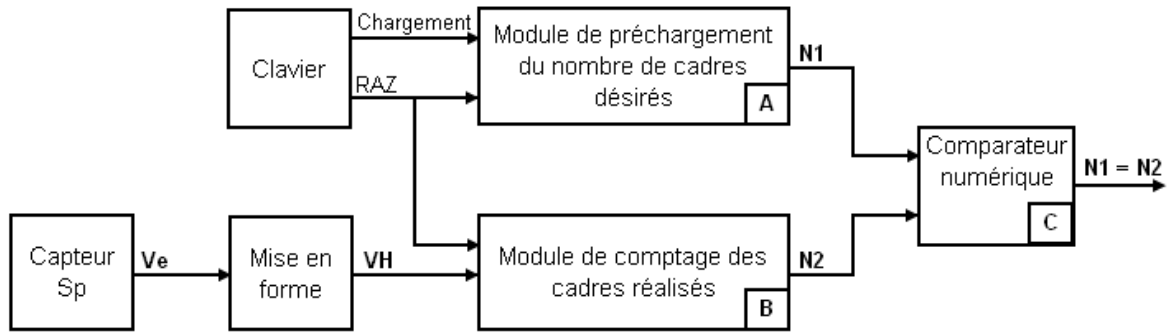 Clavier
Chargement
RAZ
Module de préchargement
du nombre de cadres
désirés
A
N1
Comparateur
numérique
C
N1 = N2
Capteur
Sp
Ve
Mise en
forme
VH
Module de comptage des
cadres réalisés
B
N2